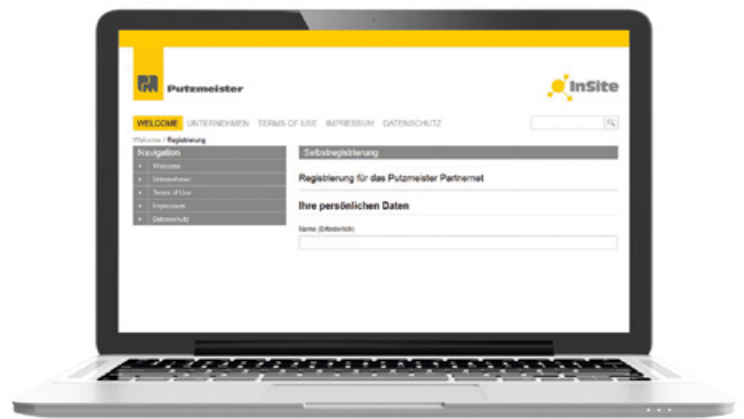 Putzmeister
InSite
WELCOME UNTERNEHMEN TERMS OF USE IMPRESSUM DATENSCHUTZ
Welcome / Registrierung
Navigation
Welcome
Unternehmen
Terms of Use
Impressum
Datenschutz
Selbstregistrierung
Registrierung für das Putzmeister Partnernet
Ihre persönlichen Daten
Name (Erforderlich)